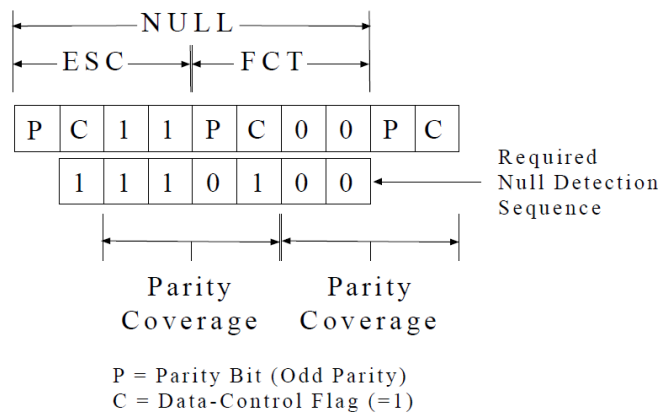 NULL
ESC FCT
P C 1 1 P C 0 0 P C
1 1 1 0 1 0 0
Required
Null Detection
Sequence
Parity Parity
Coverage Coverage
P = Parity Bit (Odd Parity)
C = Data-Control Flag (=1)